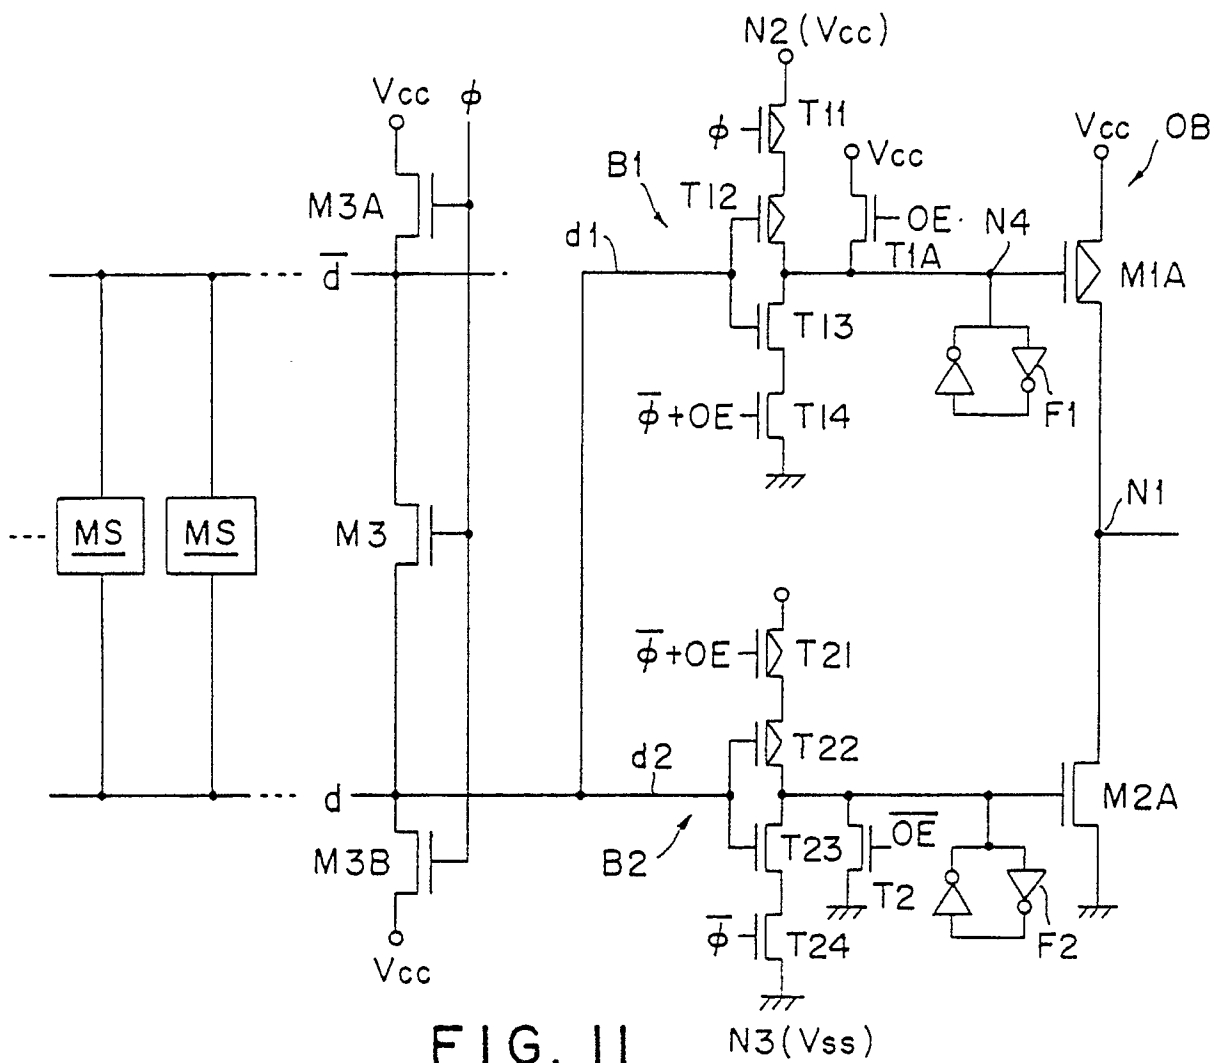 N2(Vcc)
Vcc
φ
φ
T11
Vcc
Vcc
OB
B1
M3A
T12
OE
T1A
N4
d̅
d1
M1A
T13
φ̅+OE
T14
F1
MS
MS
M3
N1
φ̅+OE
T21
T22
d
d2
M2A
M3B
B2
T23
O̅E̅
T2
φ̅
T24
F2
Vcc
FIG. 11
N3(Vss)